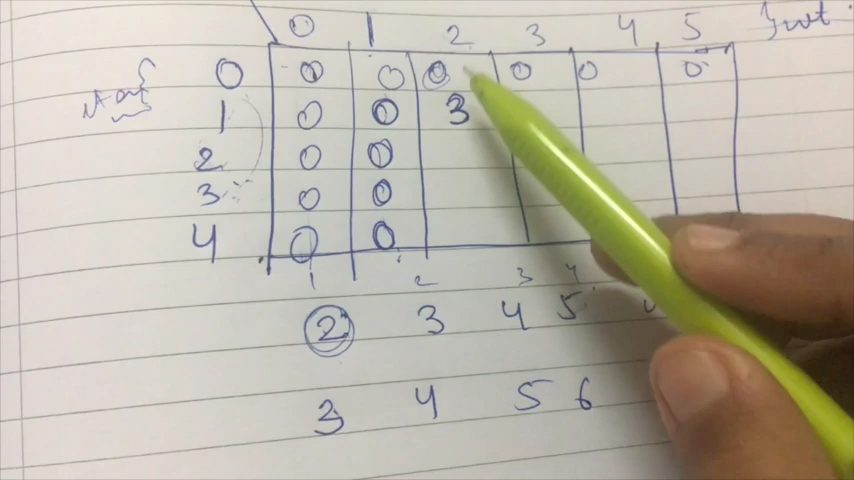 0 1 2 3 4 5 } wt
0 0 0 0 0 0 0
1 0 0 3
2 0 0
3 0 0
4 0 0
1 2 3 4
2 3 4 5
3 4 5 6